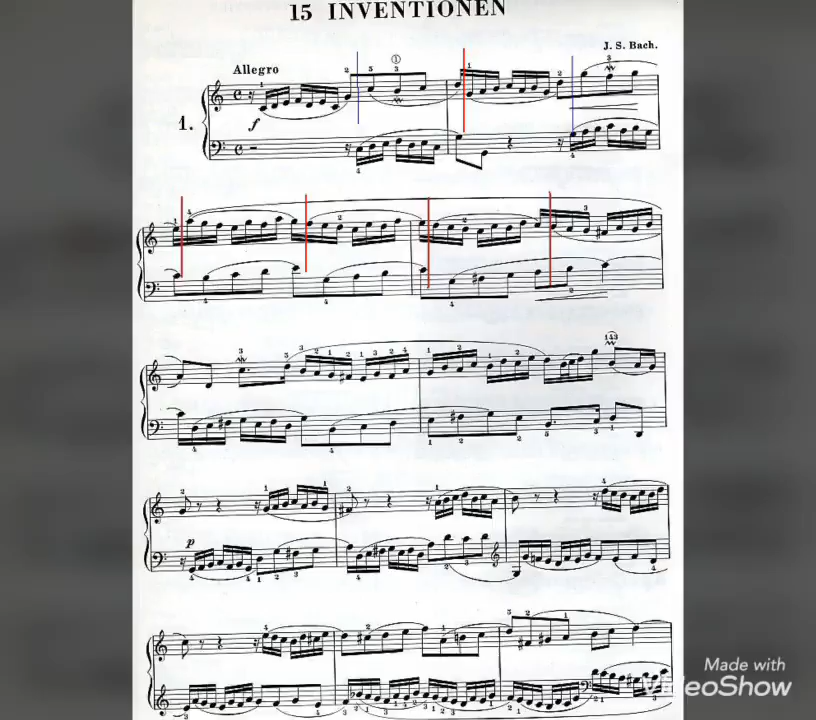 15 INVENTIONEN
J. S. Bach.
Allegro
1.
f
p
Made with
VideoShow